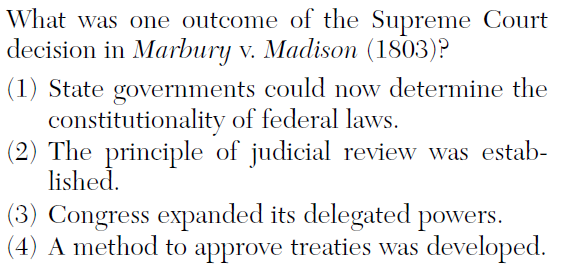 What was one outcome of the Supreme Court
decision in Marbury v. Madison (1803)?
(1) State governments could now determine the
constitutionality of federal laws.
(2) The principle of judicial review was estab-
lished.
(3) Congress expanded its delegated powers.
(4) A method to approve treaties was developed.